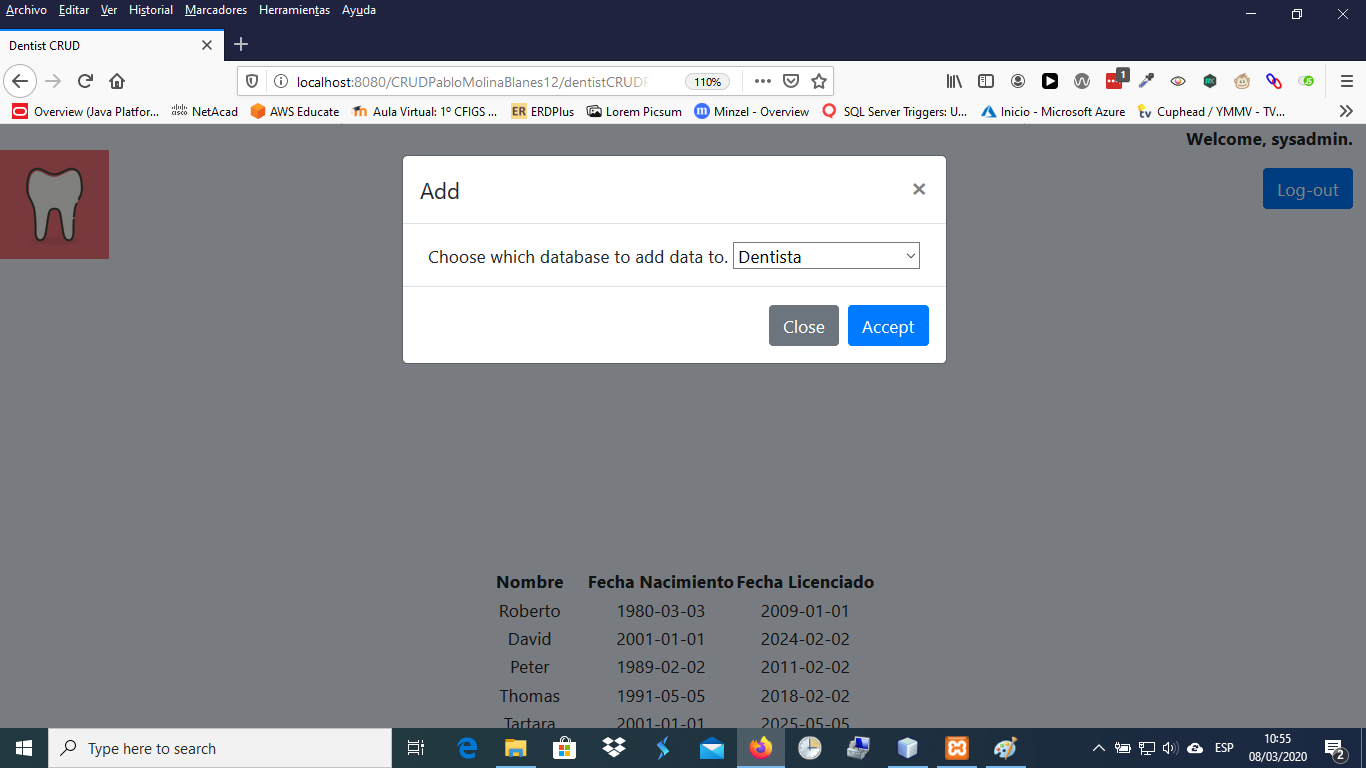 Archivo Editar Ver Historial Marcadores Herramientas Ayuda
Dentist CRUD
localhost:8080/CRUDPabloMolinaBlanes12/dentistCRUD
110%
1
Overview (Java Platfor...
cisco NetAcad
AWS Educate
Aula Virtual: 1º CFIGS ...
ER ERDPlus
Lorem Picsum
m Minzel - Overview
SQL Server Triggers: U...
Inicio - Microsoft Azure
tv Cuphead / YMMV - TV...
Welcome, sysadmin.
Log-out
Add
Choose which database to add data to. Dentista
Close Accept
Nombre Fecha Nacimiento Fecha Licenciado
Roberto 1980-03-03 2009-01-01
David 2001-01-01 2024-02-02
Peter 1989-02-02 2011-02-02
Thomas 1991-05-05 2018-02-02
Tartara 2001-01-01 2025-05-05
Type here to search
ESP
10:55
08/03/2020
2